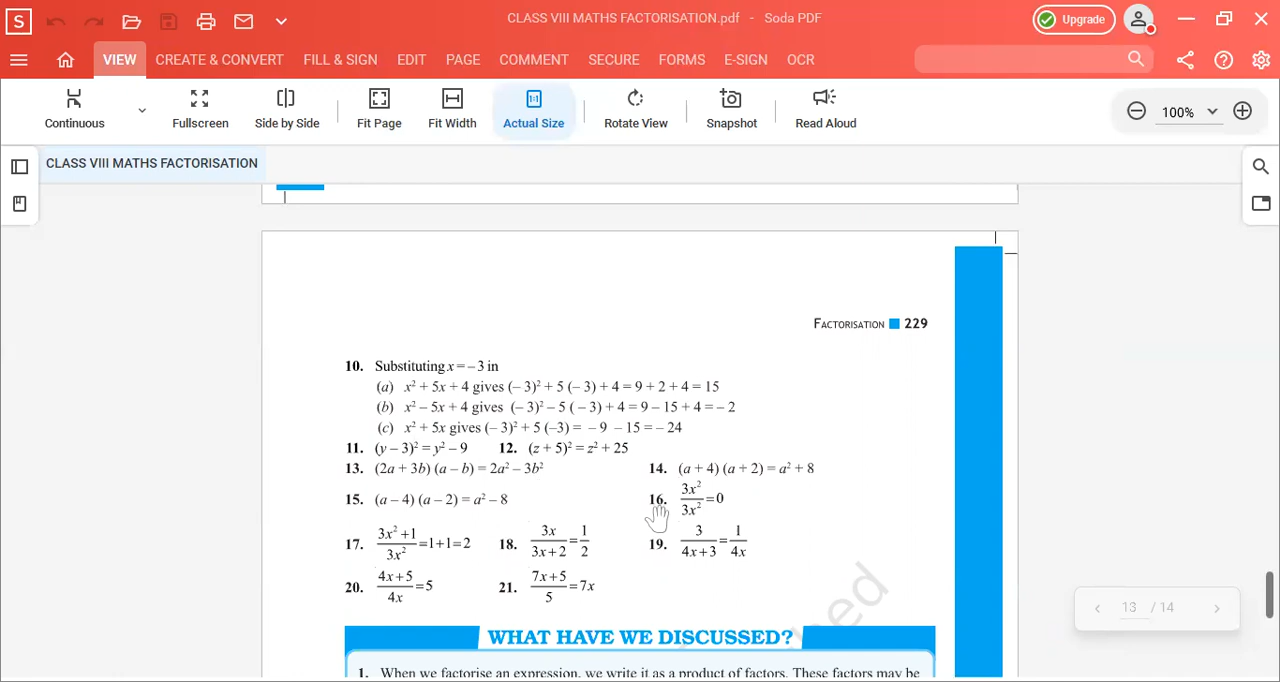 S
CLASS VIII MATHS FACTORISATION.pdf - Soda PDF
Upgrade
VIEW CREATE & CONVERT FILL & SIGN EDIT PAGE COMMENT SECURE FORMS E-SIGN OCR
Continuous Fullscreen Side by Side Fit Page Fit Width Actual Size Rotate View Snapshot Read Aloud 100%
CLASS VIII MATHS FACTORISATION
FACTORISATION 229
10. Substituting x = – 3 in
(a) x² + 5x + 4 gives (– 3)² + 5 (– 3) + 4 = 9 + 2 + 4 = 15
(b) x² – 5x + 4 gives (– 3)² – 5 ( – 3) + 4 = 9 – 15 + 4 = – 2
(c) x² + 5x gives (– 3)² + 5 (–3) = – 9 – 15 = – 24
11. (y – 3)² = y² – 9 12. (z + 5)² = z² + 25
13. (2a + 3b) (a – b) = 2a² – 3b² 14. (a + 4) (a + 2) = a² + 8
15. (a – 4) (a – 2) = a² – 8 16. 3x²/3x² = 0
17. 3x² + 1/3x² = 1 + 1 = 2 18. 3x/3x + 2 = 1/2 19. 3/4x + 3 = 1/4x
20. 4x + 5/4x = 5 21. 7x + 5/5 = 7x
13 / 14
WHAT HAVE WE DISCUSSED?
1. When we factorise an expression, we write it as a product of factors. These factors may be